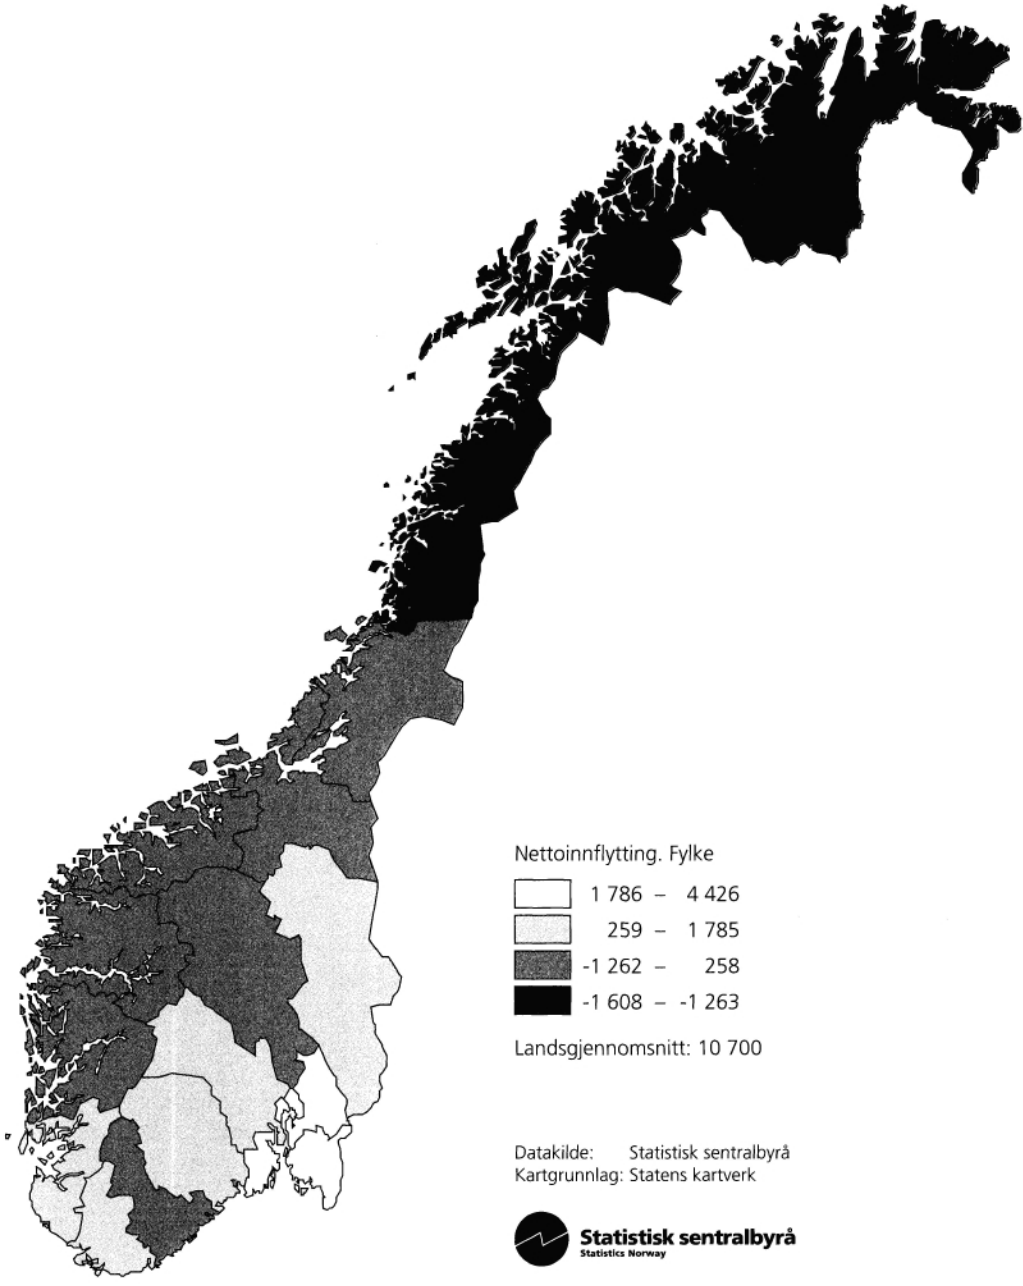 Nettoinnflytting. Fylke
1 786 – 4 426
259 – 1 785
-1 262 – 258
-1 608 – -1 263
Landsgjennomsnitt: 10 700
Datakilde: Statistisk sentralbyrå
Kartgrunnlag: Statens kartverk
Statistisk sentralbyrå
Statistics Norway